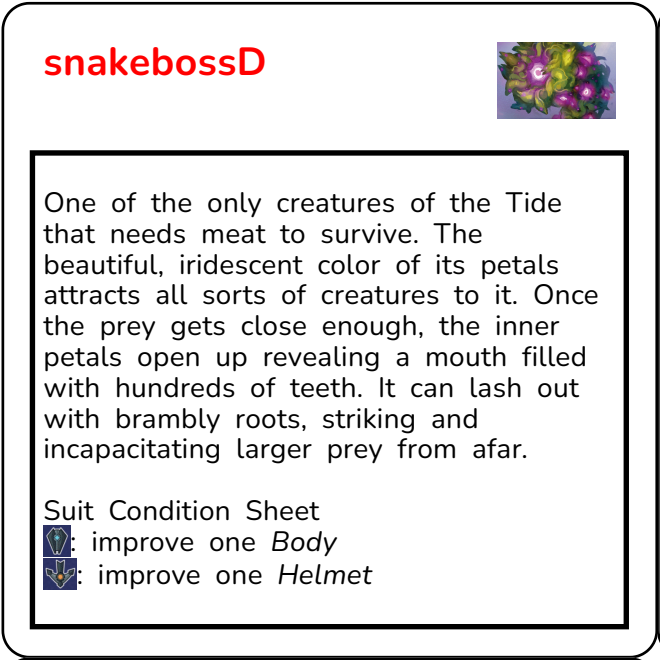 snakebossD
One of the only creatures of the Tide
that needs meat to survive. The
beautiful, iridescent color of its petals
attracts all sorts of creatures to it. Once
the prey gets close enough, the inner
petals open up revealing a mouth filled
with hundreds of teeth. It can lash out
with brambly roots, striking and
incapacitating larger prey from afar.
Suit Condition Sheet
: improve one Body
: improve one Helmet